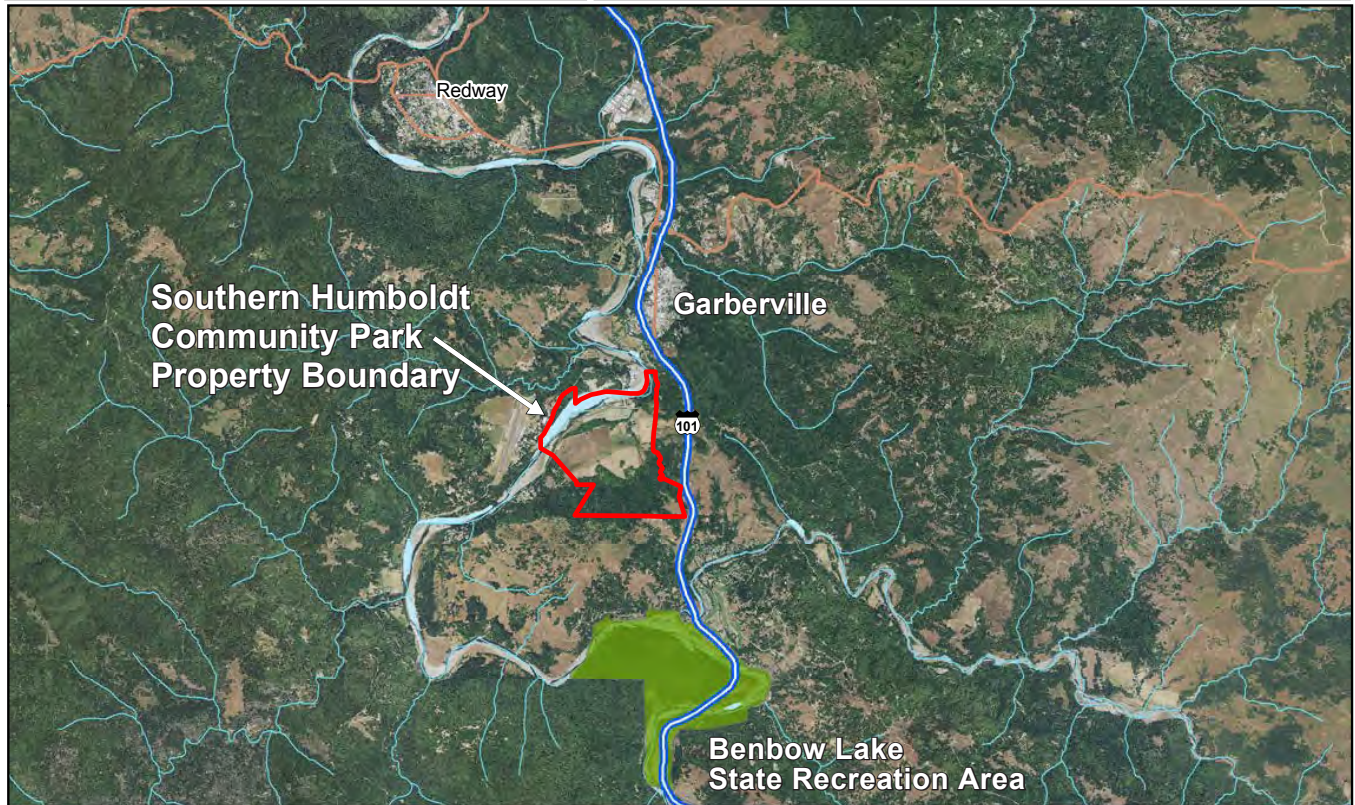 Redway
Garberville
Southern Humboldt
Community Park
Property Boundary
101
Benbow Lake
State Recreation Area